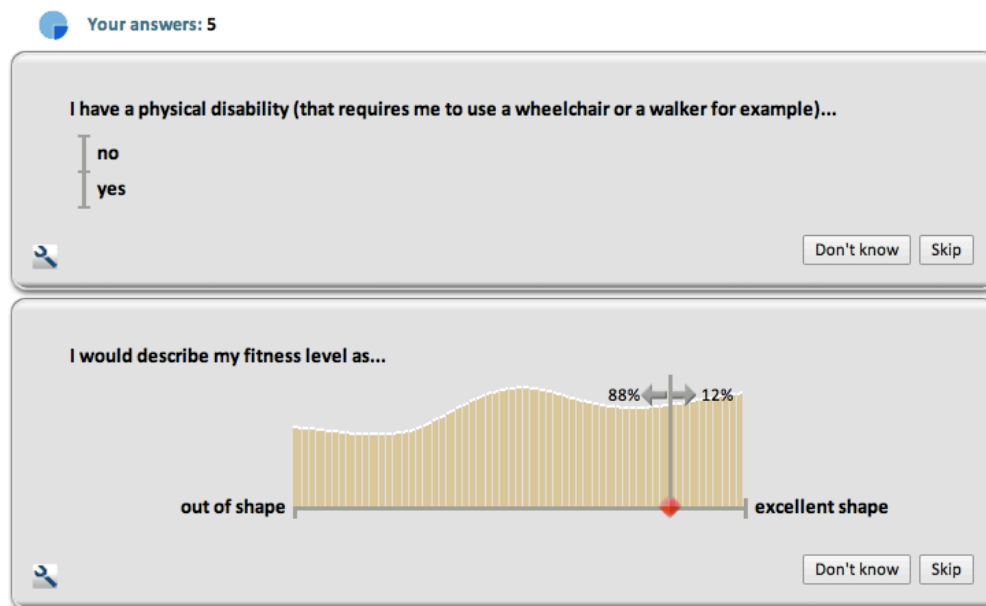 Your answers: 5
I have a physical disability (that requires me to use a wheelchair or a walker for example)...
no
yes
Don't know Skip
I would describe my fitness level as...
88% 12%
out of shape excellent shape
Don't know Skip